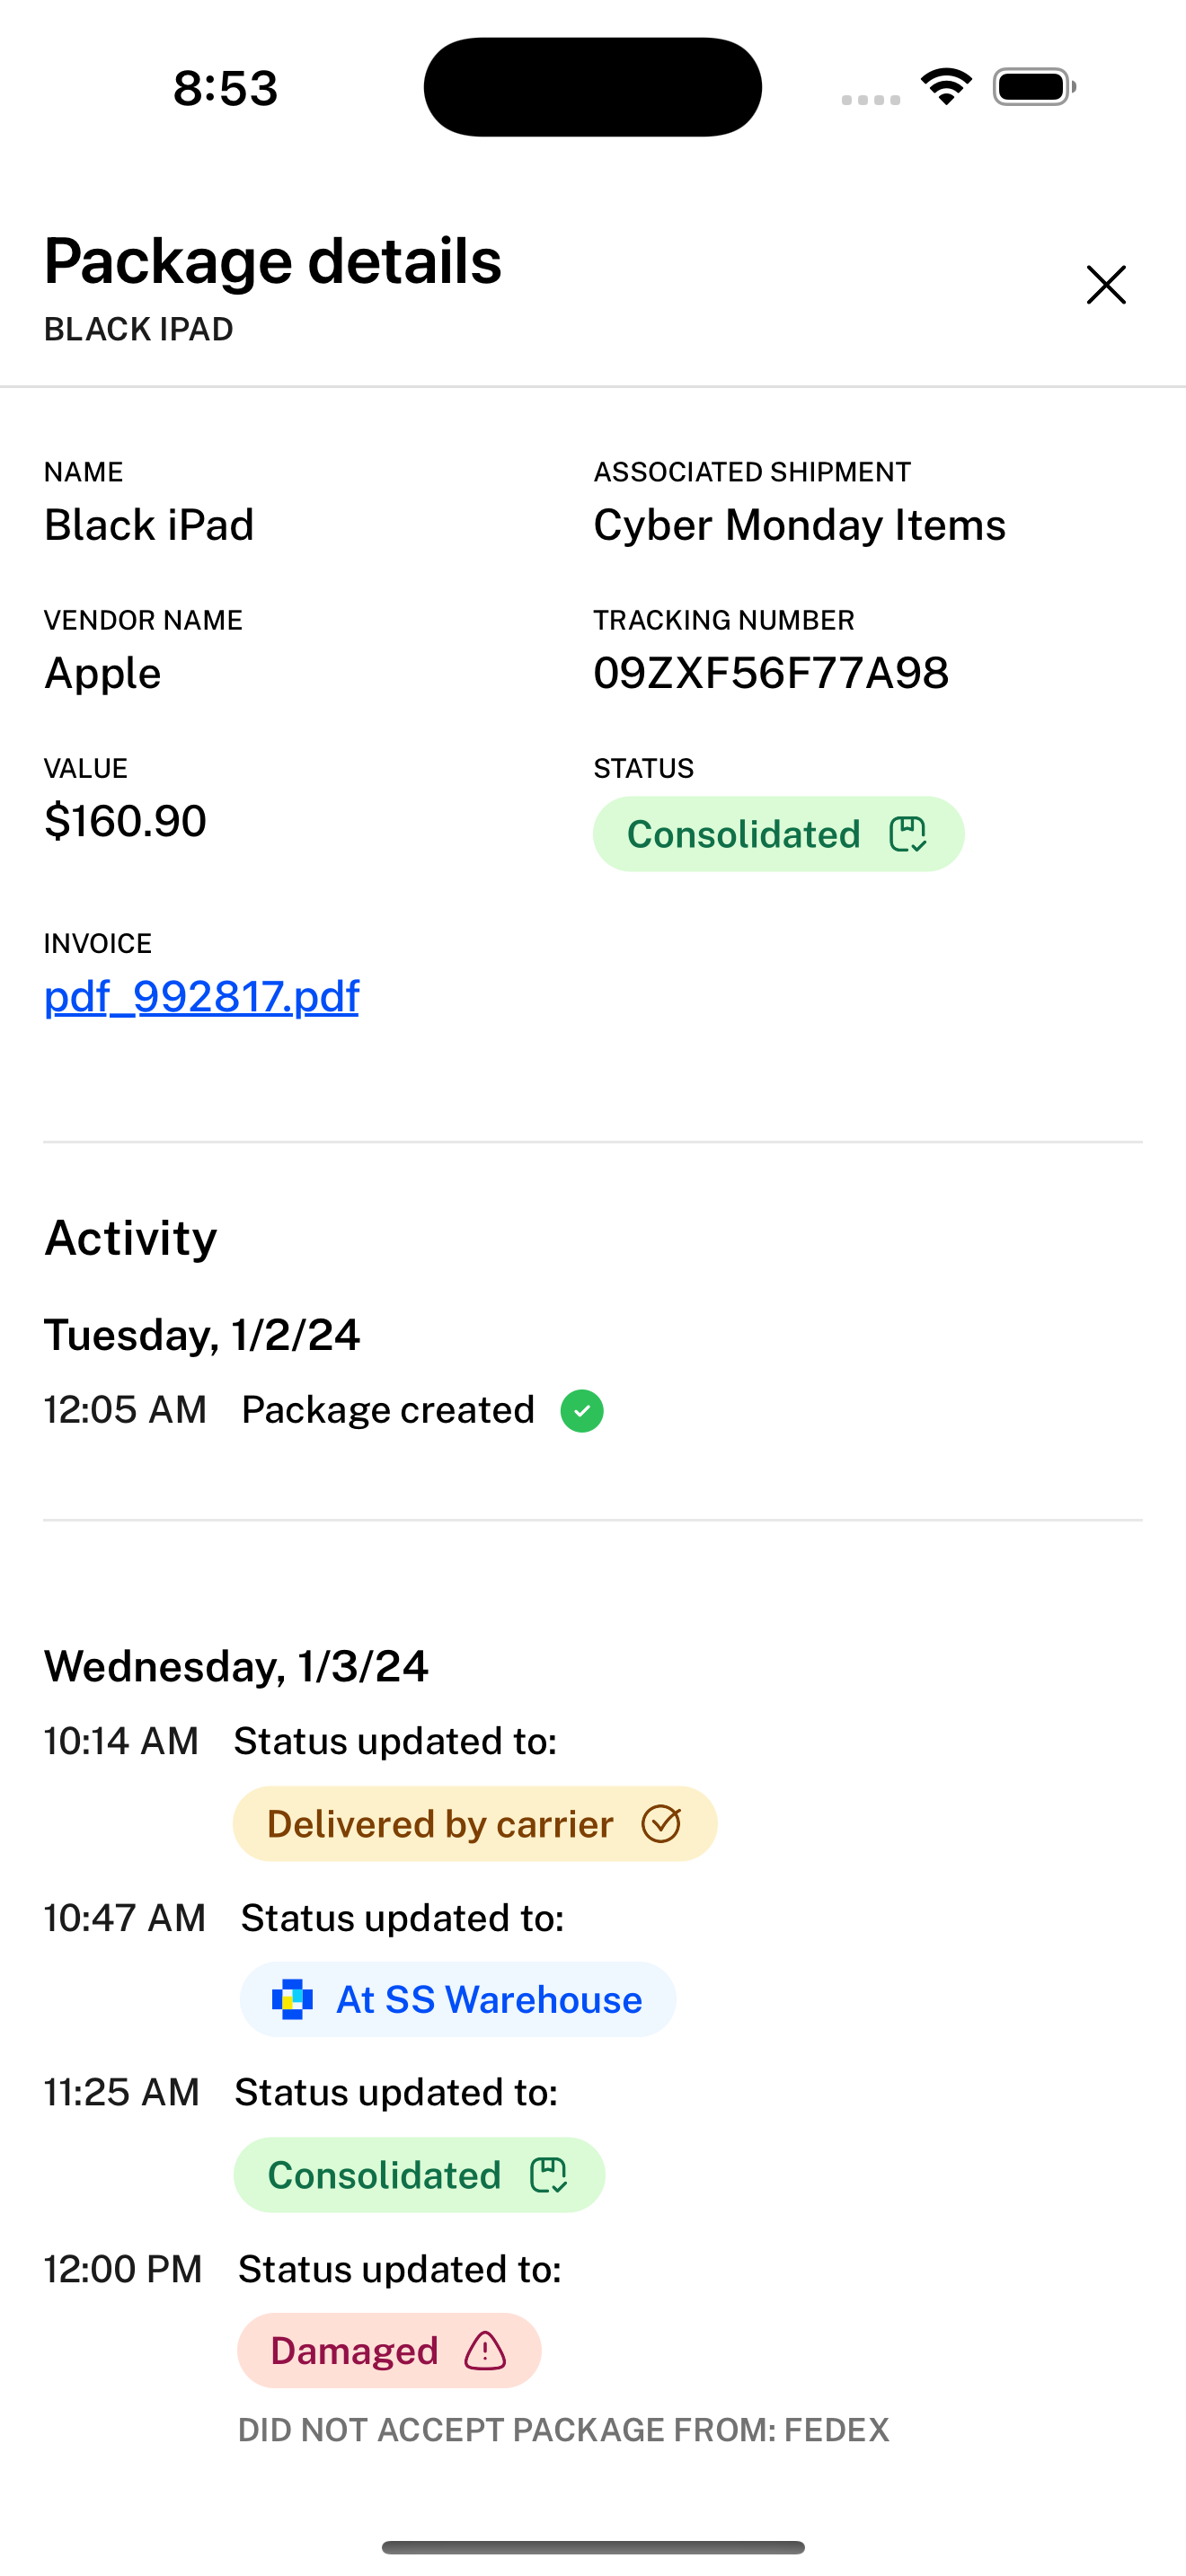 8:53
Package details
BLACK IPAD
NAME
Black iPad
ASSOCIATED SHIPMENT
Cyber Monday Items
VENDOR NAME
Apple
TRACKING NUMBER
09ZXF56F77A98
VALUE
$160.90
STATUS
Consolidated
INVOICE
pdf_992817.pdf
Activity
Tuesday, 1/2/24
12:05 AM Package created
Wednesday, 1/3/24
10:14 AM Status updated to:
Delivered by carrier
10:47 AM Status updated to:
At SS Warehouse
11:25 AM Status updated to:
Consolidated
12:00 PM Status updated to:
Damaged
DID NOT ACCEPT PACKAGE FROM: FEDEX